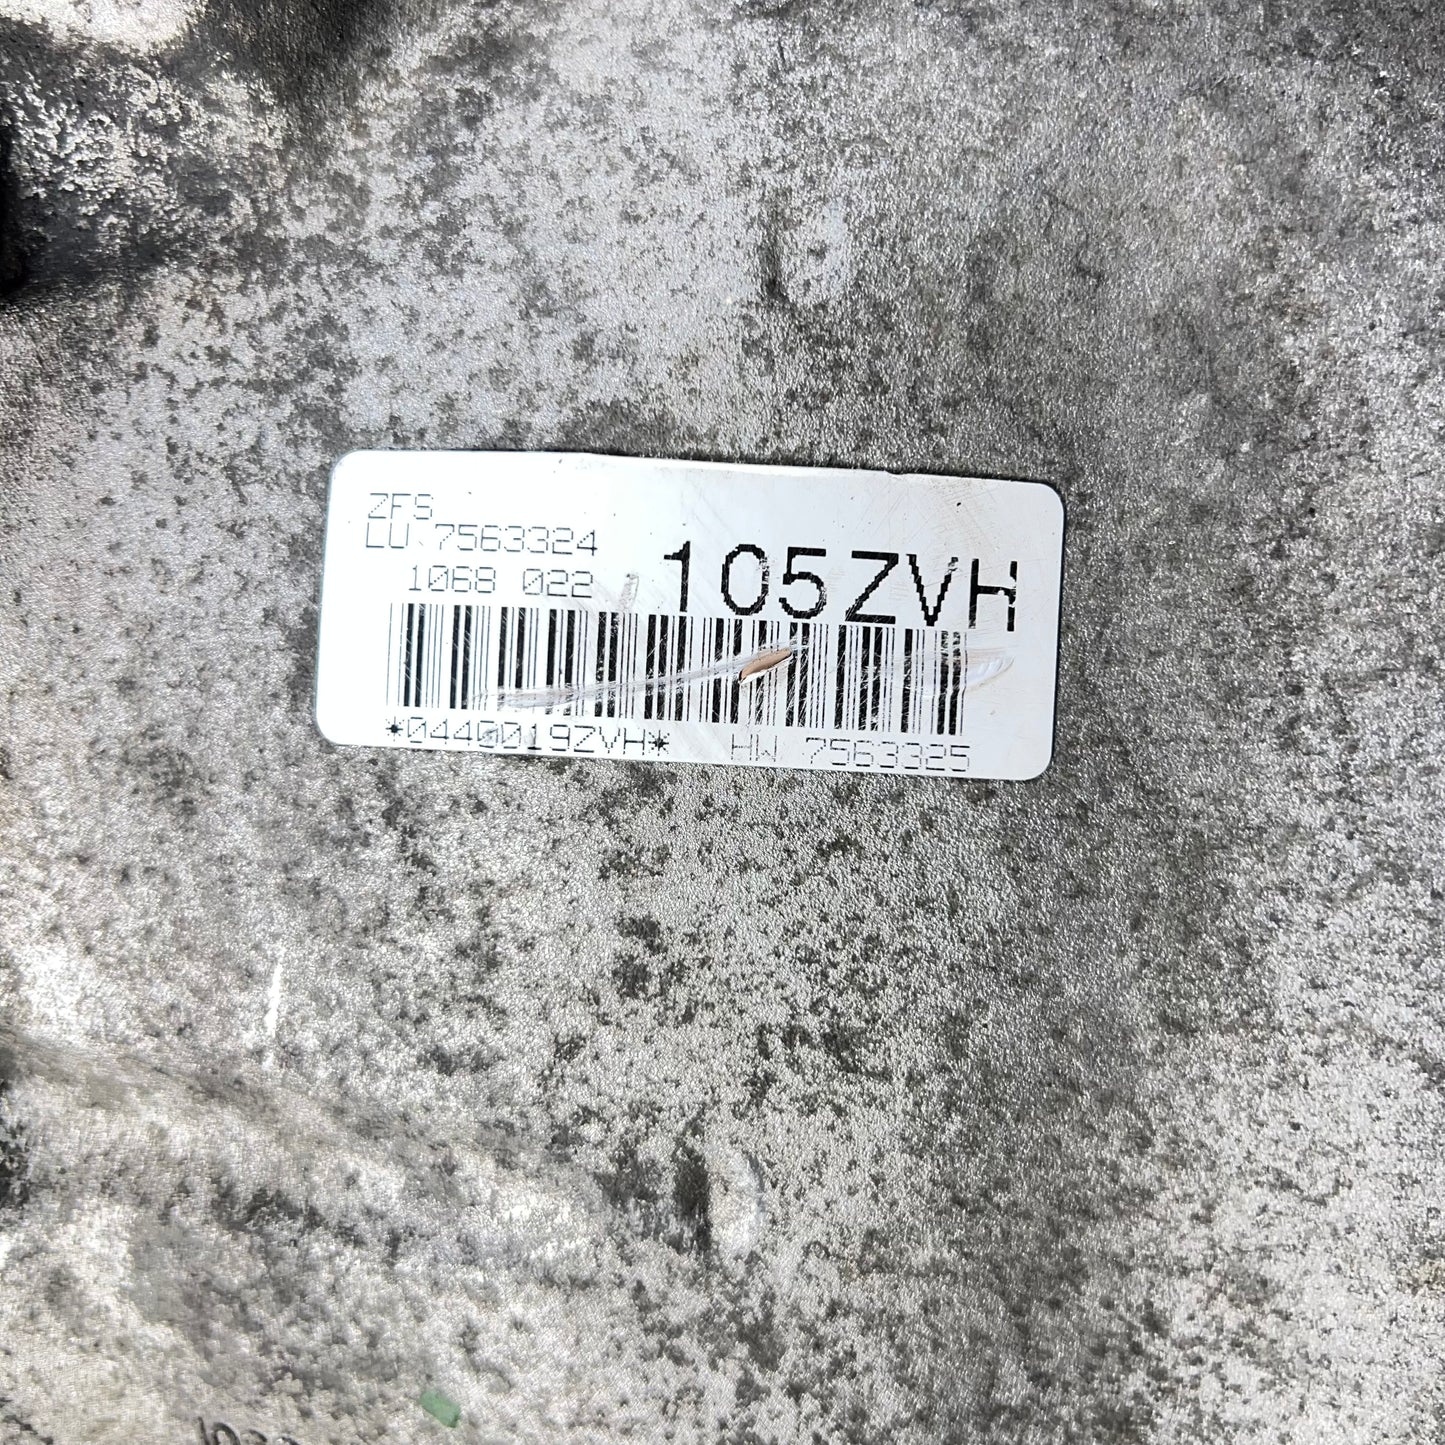 ZFS
LU 7563324
1068 022
105ZVH
*0440019ZVH* HW 7563325